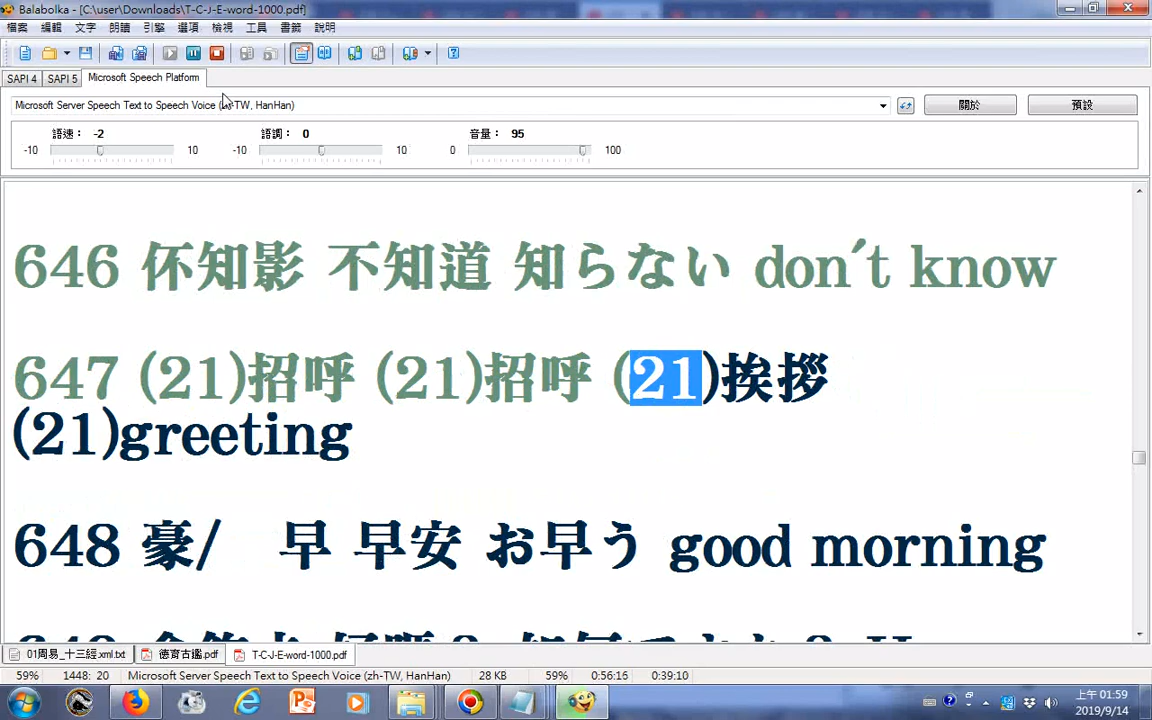 Balabolka - [C:\user\Downloads\T-C-J-E-word-1000.pdf]
檔案 編輯 文字 朗讀 引擎 選項 檢視 工具 書籤 說明
SAPI 4 SAPI 5 Microsoft Speech Platform
Microsoft Server Speech Text to Speech Voice (zh-TW, HanHan) 關於 預設
語速： -2 語調： 0 音量： 95
-10 10 -10 10 0 100
646 伓知影 不知道 知らない don´t know
647 (21)招呼 (21)招呼 (21)挨拶
(21)greeting
648 豪/ 早 早安 お早う good morning
01周易_十三經.xml.txt 德育古鑑.pdf T-C-J-E-word-1000.pdf
59% 1448: 20 Microsoft Server Speech Text to Speech Voice (zh-TW, HanHan) 28 KB 59% 0:56:16 0:39:10
上午 01:59
2019/9/14